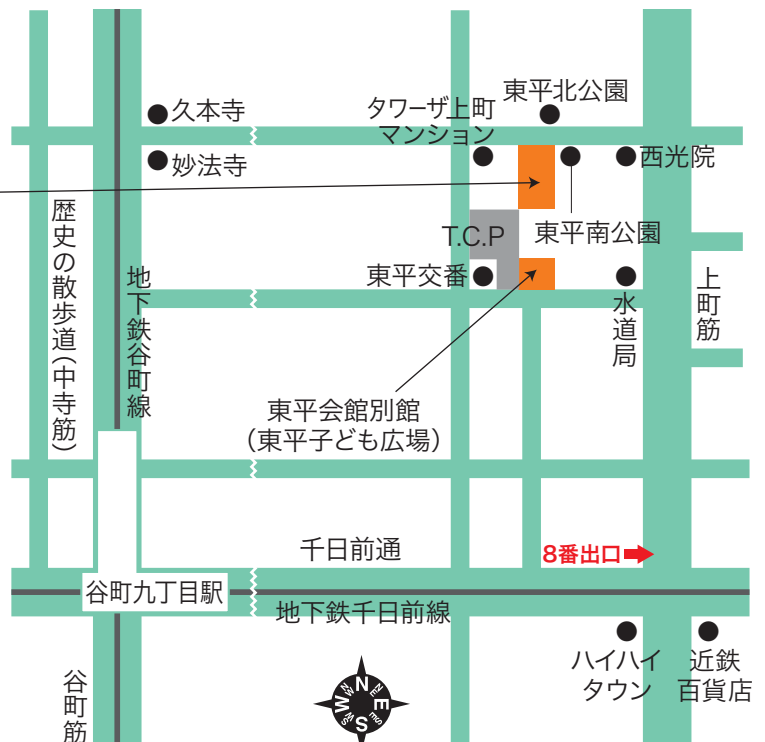 東平北公園
タワーザ上町
マンション
久本寺
妙法寺
西光院
T.C.P
東平南公園
東平交番
歴史の散歩道(中寺筋)
地下鉄谷町線
水道局
上町筋
東平会館別館
(東平子ども広場)
千日前通
8番出口
谷町九丁目駅
地下鉄千日前線
ハイハイ
タウン
近鉄
百貨店
谷町筋
N
NE
E
SE
S
SW
W
NW